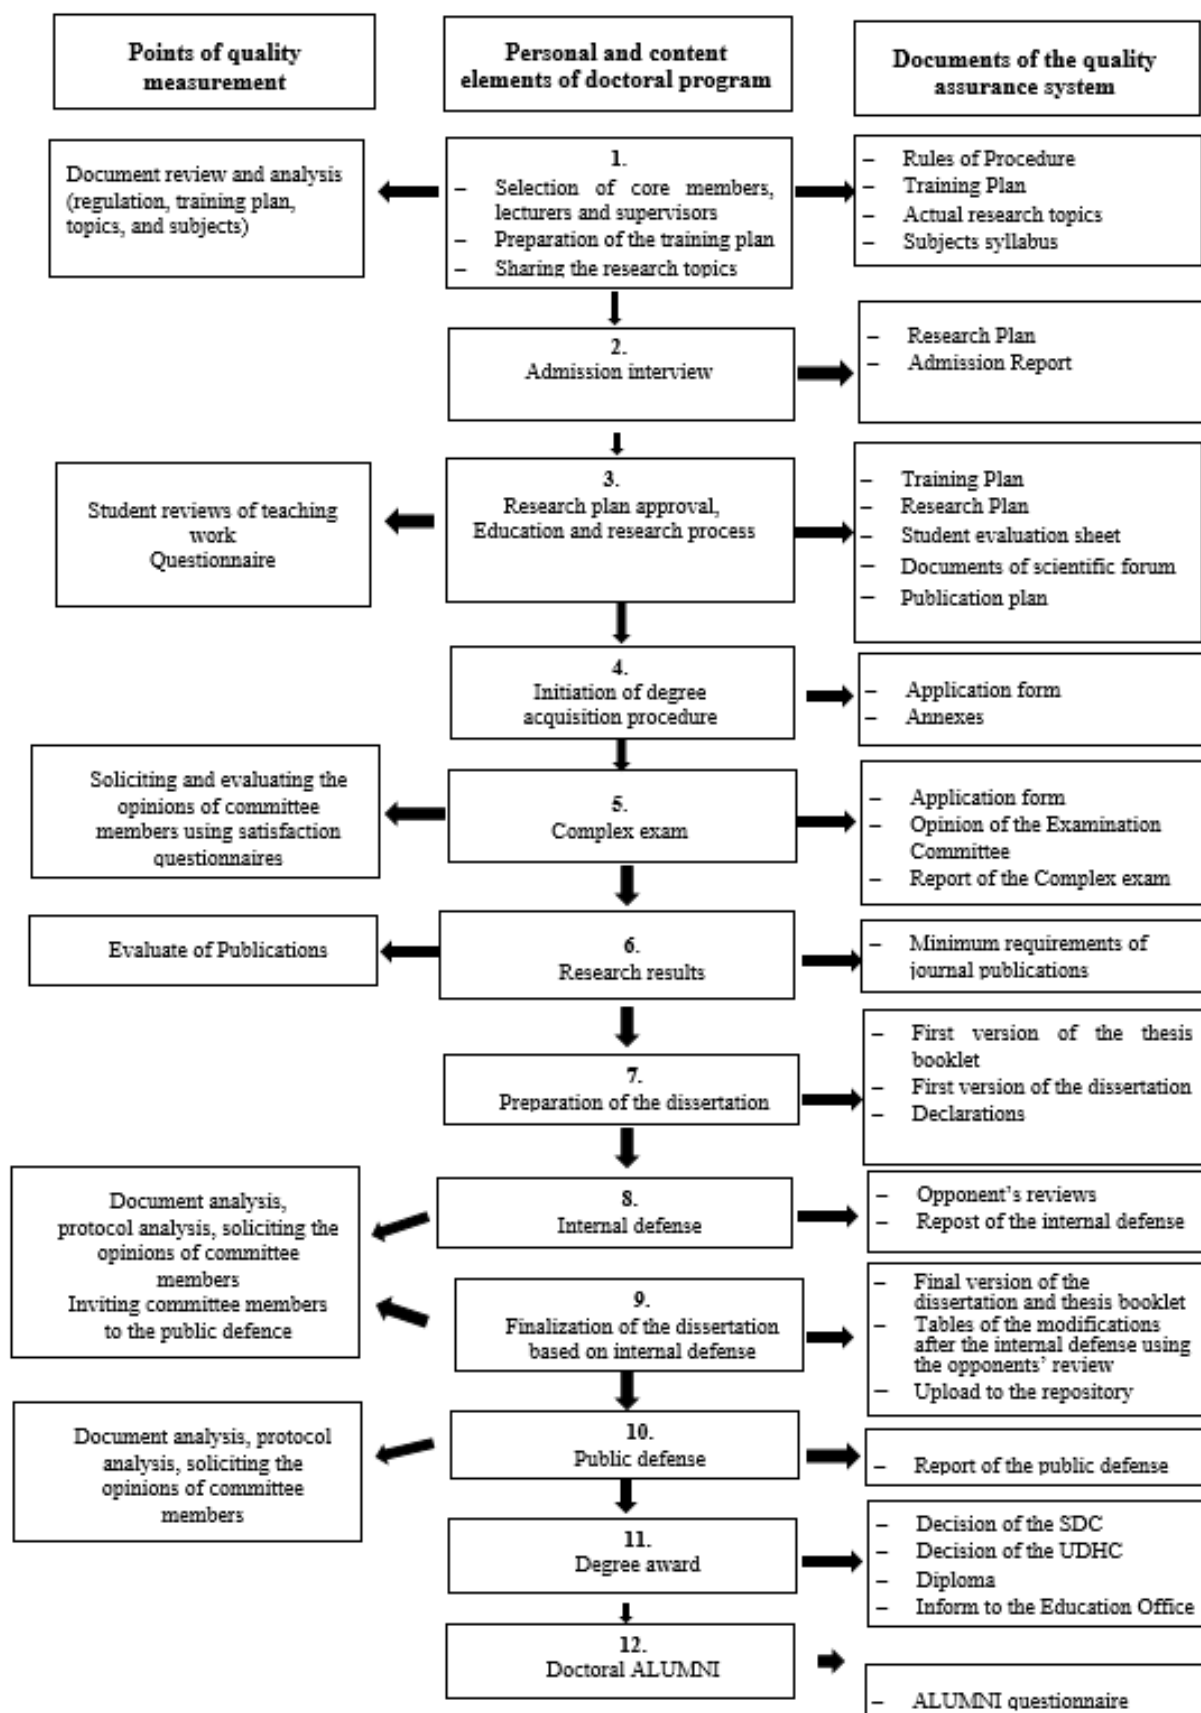 Points of quality
measurement
Personal and content
elements of doctoral program
Documents of the quality
assurance system
Document review and analysis
(regulation, training plan,
topics, and subjects)
1.
– Selection of core members,
lecturers and supervisors
– Preparation of the training plan
– Sharing the research topics
– Rules of Procedure
– Training Plan
– Actual research topics
– Subjects syllabus
2.
Admission interview
– Research Plan
– Admission Report
Student reviews of teaching
work
Questionnaire
3.
Research plan approval,
Education and research process
– Training Plan
– Research Plan
– Student evaluation sheet
– Documents of scientific forum
– Publication plan
4.
Initiation of degree
acquisition procedure
– Application form
– Annexes
Soliciting and evaluating the
opinions of committee
members using satisfaction
questionnaires
5.
Complex exam
– Application form
– Opinion of the Examination
Committee
– Report of the Complex exam
Evaluate of Publications
6.
Research results
– Minimum requirements of
journal publications
7.
Preparation of the dissertation
– First version of the thesis
booklet
– First version of the dissertation
– Declarations
Document analysis,
protocol analysis, soliciting the
opinions of committee
members
Inviting committee members
to the public defence
8.
Internal defense
– Opponent's reviews
– Repost of the internal defense
9.
Finalization of the dissertation
based on internal defense
– Final version of the
dissertation and thesis booklet
– Tables of the modifications
after the internal defense using
the opponents' review
– Upload to the repository
Document analysis, protocol
analysis, soliciting the
opinions of committee
members
10.
Public defense
– Report of the public defense
11.
Degree award
– Decision of the SDC
– Decision of the UDHC
– Diploma
– Inform to the Education Office
12.
Doctoral ALUMNI
– ALUMNI questionnaire